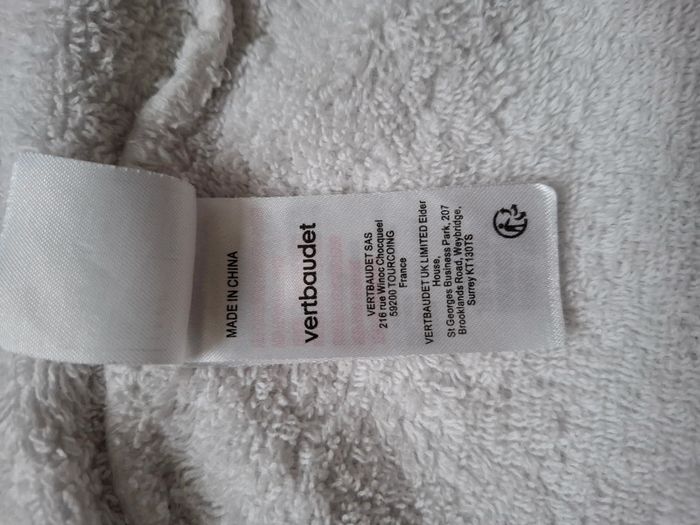 MADE IN CHINA
vertbaudet
VERTBAUDET SAS
216 rue Winoc Chocqueel
59200 TOURCOING
France
VERTBAUDET UK LIMITED Elder
House,
St Georges Business Park, 207
Brooklands Road, Weybridge,
Surrey KT130TS